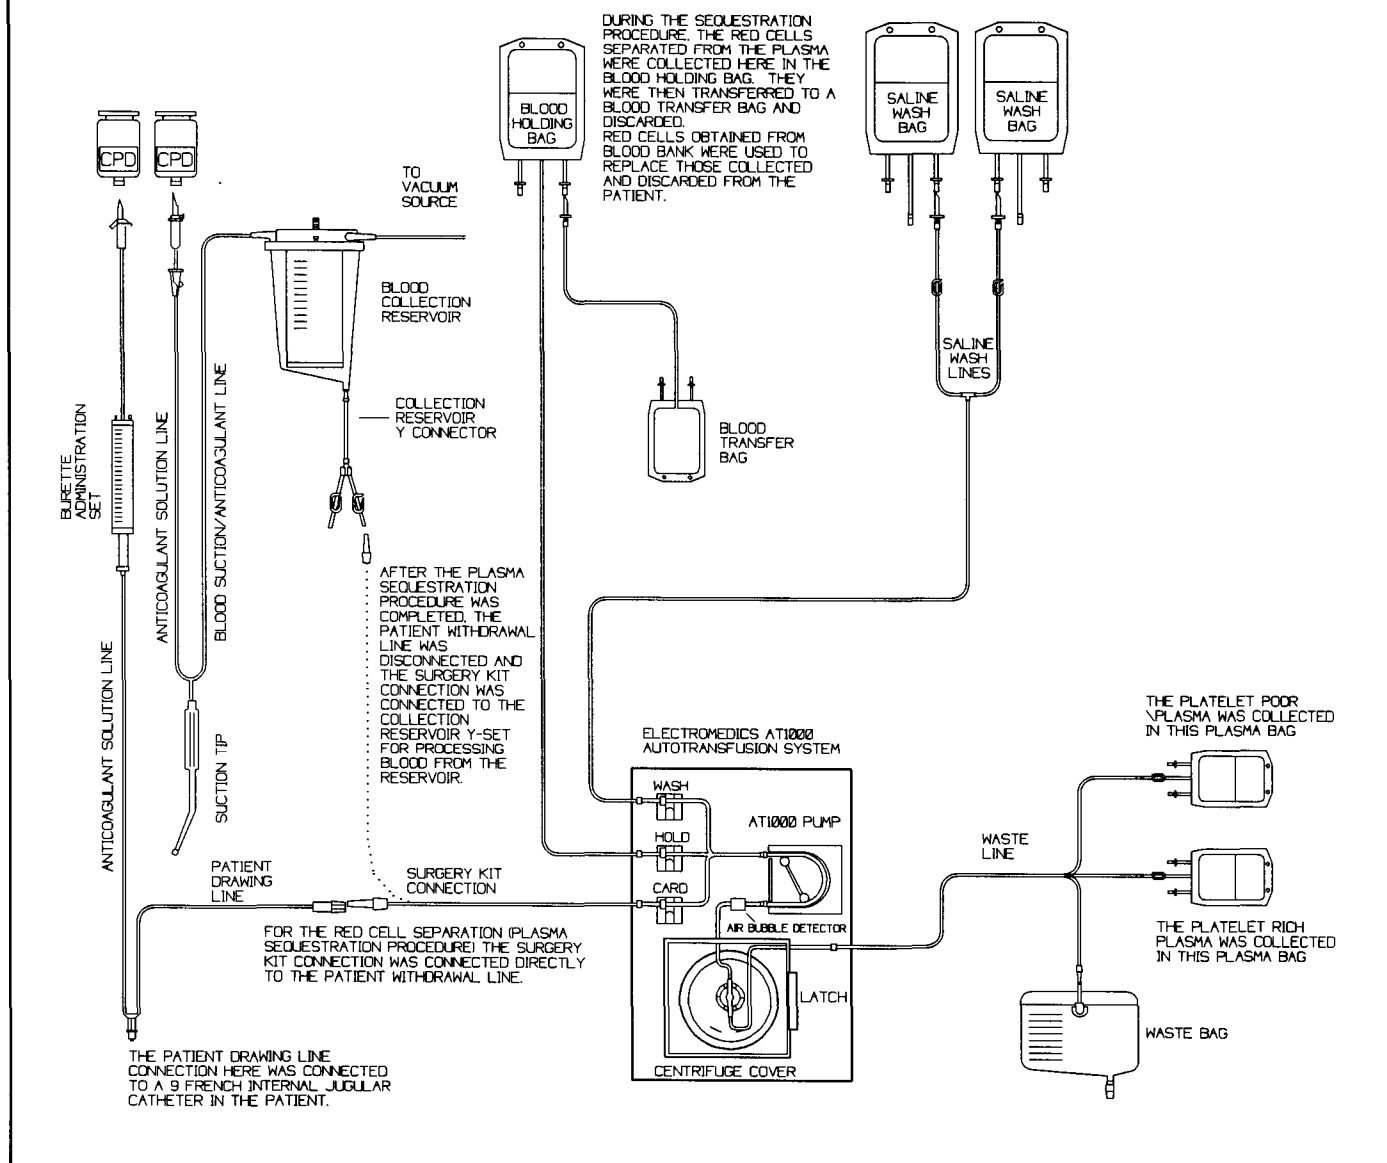 DURING THE SEQUESTRATION
PROCEDURE, THE RED CELLS
SEPARATED FROM THE PLASMA
WERE COLLECTED HERE IN THE
BLOOD HOLDING BAG. THEY
WERE THEN TRANSFERRED TO A
BLOOD TRANSFER BAG AND
DISCARDED.
RED CELLS OBTAINED FROM
BLOOD BANK WERE USED TO
REPLACE THOSE COLLECTED
AND DISCARDED FROM THE
PATIENT.
BLOOD
HOLDING
BAG
SALINE
WASH
BAG
SALINE
WASH
BAG
CPD
CPD
TO
VACUUM
SOURCE
BLOOD
COLLECTION
RESERVOIR
COLLECTION
RESERVOIR
Y CONNECTOR
SALINE
WASH
LINES
BLOOD
TRANSFER
BAG
BURETTE
ADMINISTRATION
SET
ANTICOAGULANT SOLUTION LINE
BLOOD SUCTION/ANTICOAGULANT LINE
ANTICOAGULANT SOLUTION LINE
SUCTION TIP
AFTER THE PLASMA
SEQUESTRATION
PROCEDURE WAS
COMPLETED, THE
PATIENT WITHDRAWAL
LINE WAS
DISCONNECTED AND
THE SURGERY KIT
CONNECTION WAS
CONNECTED TO THE
COLLECTION
RESERVOIR Y-SET
FOR PROCESSING
BLOOD FROM THE
RESERVOIR.
ELECTROMEDICS AT1000
AUTOTRANSFUSION SYSTEM
WASH
AT1000 PUMP
HOLD
CARD
AIR BUBBLE DETECTOR
LATCH
CENTRIFUGE COVER
THE PLATELET POOR
\PLASMA WAS COLLECTED
IN THIS PLASMA BAG
WASTE
LINE
THE PLATELET RICH
PLASMA WAS COLLECTED
IN THIS PLASMA BAG
WASTE BAG
PATIENT
DRAWING
LINE
SURGERY KIT
CONNECTION
FOR THE RED CELL SEPARATION (PLASMA
SEQUESTRATION PROCEDURE) THE SURGERY
KIT CONNECTION WAS CONNECTED DIRECTLY
TO THE PATIENT WITHDRAWAL LINE.
THE PATIENT DRAWING LINE
CONNECTION HERE WAS CONNECTED
TO A 9 FRENCH INTERNAL JUGULAR
CATHETER IN THE PATIENT.